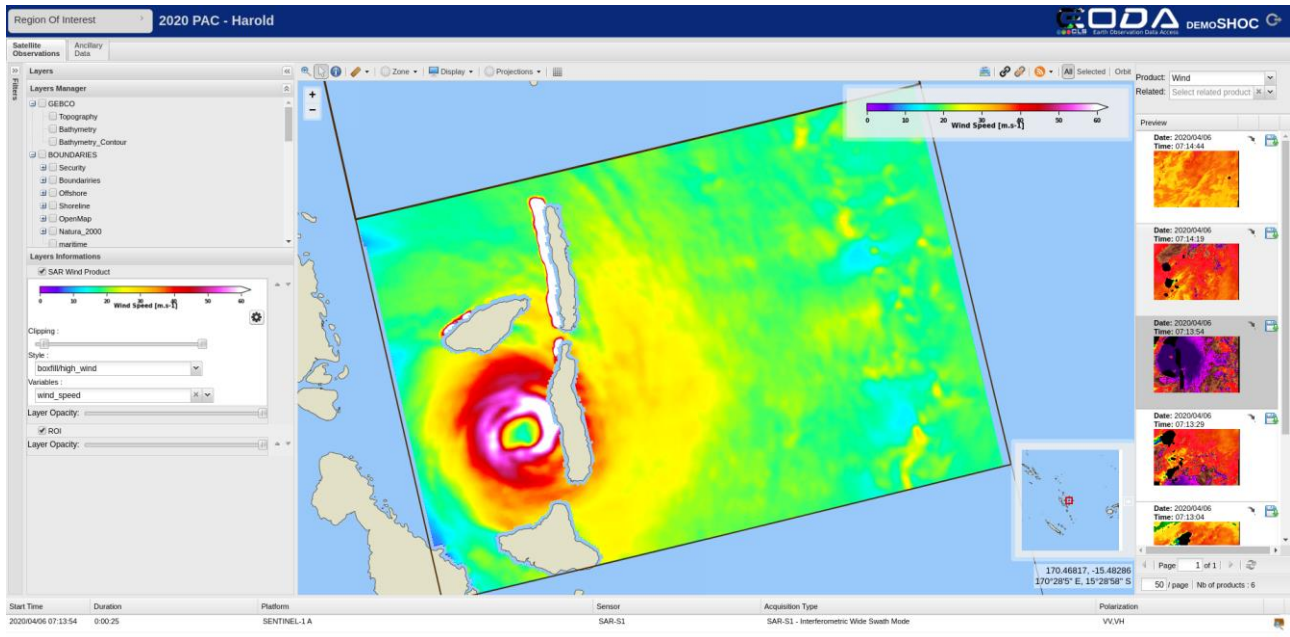 Region Of Interest
2020 PAC - Harold
EODA
CLS Earth Observation Data Access
DEMOSHOC
Satellite Observations
Ancillary Data
Filters
Layers
Layers Manager
GEBCO
Topography
Bathymetry
Bathymetry_Contour
BOUNDARIES
Security
Boundaries
Offshore
Shoreline
OpenMap
Natura_2000
maritime
Layers Informations
SAR Wind Product
0 10 20 30 40 50 60
Wind Speed [m.s-1]
Clipping :
Style :
boxfill/high_wind
Variables :
wind_speed
Layer Opacity:
ROI
Layer Opacity:
Zone
Display
Projections
All Selected Orbit
+
-
0 10 20 30 40 50 60
Wind Speed [m.s-1]
170.46817, -15.48286
170°28'5" E, 15°28'58" S
Product: Wind
Related: Select related product
Preview
Date: 2020/04/06
Time: 07:14:44
Date: 2020/04/06
Time: 07:14:19
Date: 2020/04/06
Time: 07:13:54
Date: 2020/04/06
Time: 07:13:29
Date: 2020/04/06
Time: 07:13:04
Page 1 of 1
50 / page Nb of products : 6
Start Time Duration Platform Sensor Acquisition Type Polarization
2020/04/06 07:13:54 0:00:25 SENTINEL-1 A SAR-S1 SAR-S1 - Interferometric Wide Swath Mode VV,VH